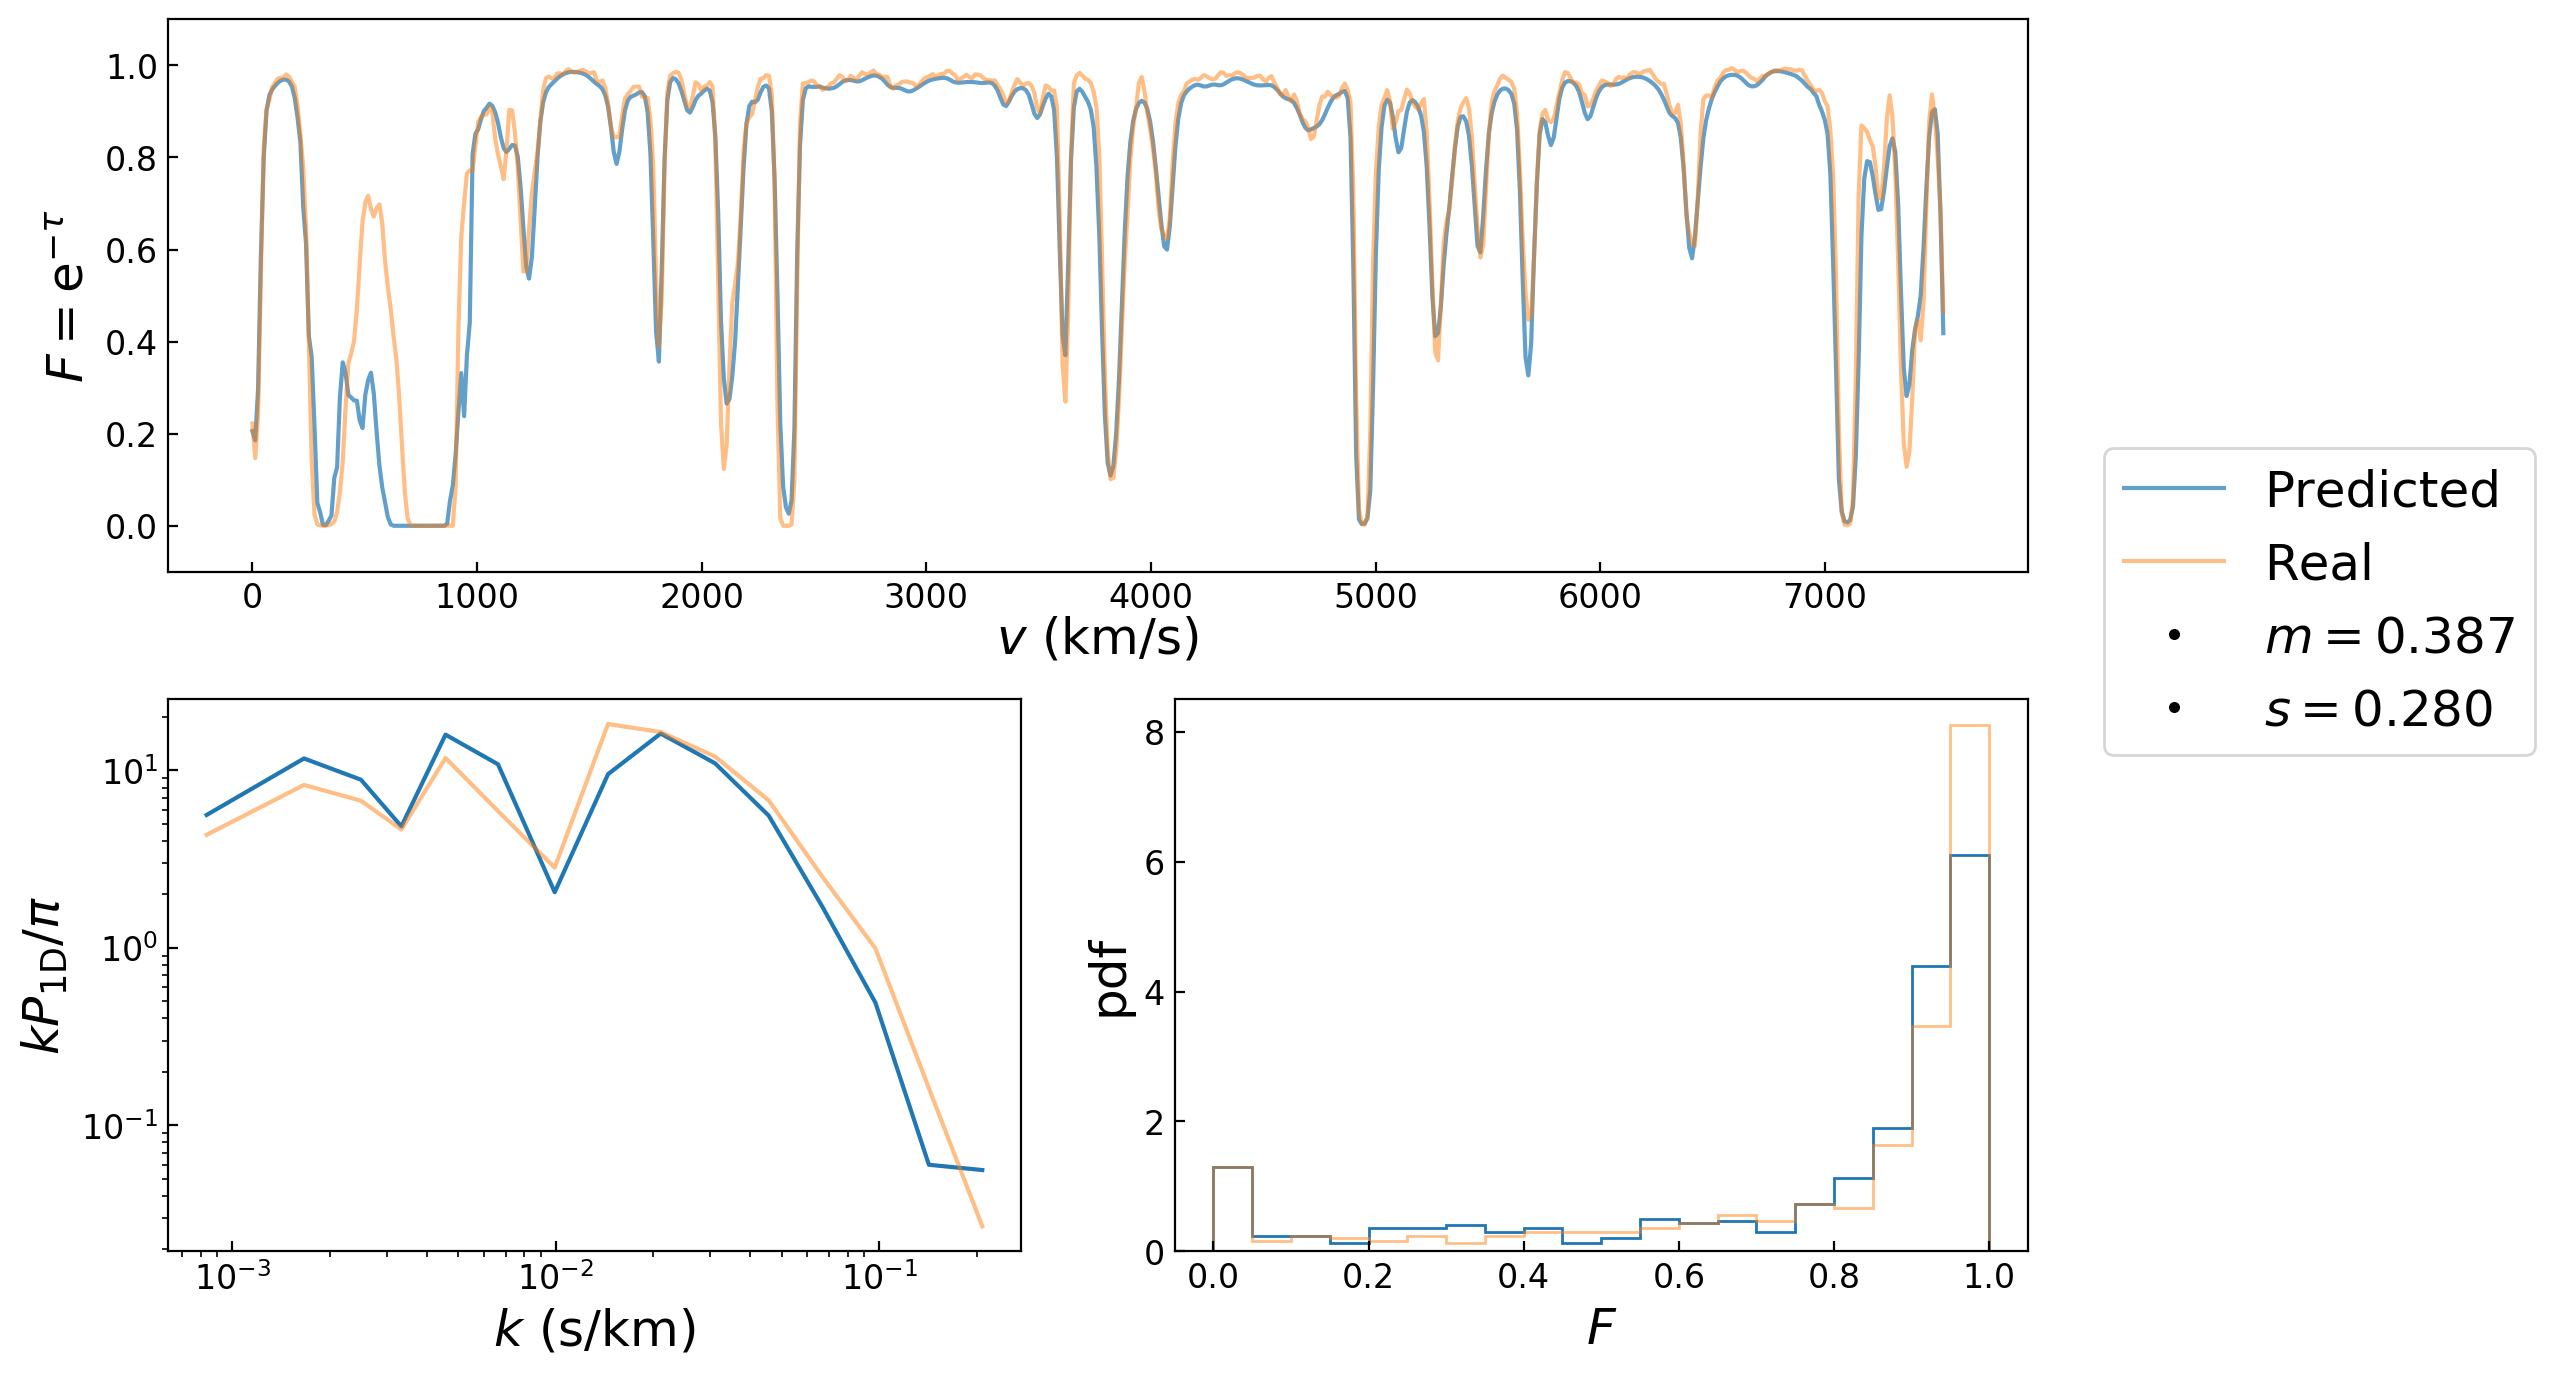 1.0
0.8
0.6
0.4
0.2
0.0
F = e^{−τ}
0 1000 2000 3000 4000 5000 6000 7000
v (km/s)
Predicted
Real
m = 0.387
s = 0.280
10^1
10^0
10^{−1}
kP_{1D}/π
10^{−3} 10^{−2} 10^{−1}
k (s/km)
8
6
4
2
0
pdf
0.0 0.2 0.4 0.6 0.8 1.0
F